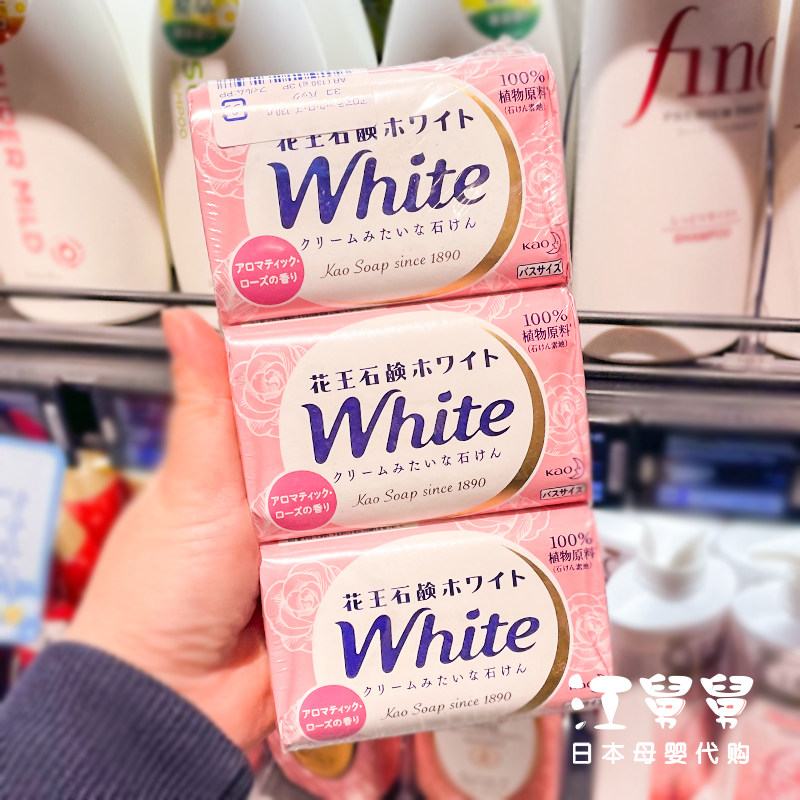 100%
植物原料
(石けん素地)
花王石鹸ホワイト
White
クリームみたいな石けん
Kao Soap since 1890
アロマティック・
ローズの香り
Kao
バスサイズ
100%
植物原料
(石けん素地)
花王石鹸ホワイト
White
クリームみたいな石けん
Kao Soap since 1890
アロマティック・
ローズの香り
Kao
バスサイズ
100%
植物原料
(石けん素地)
花王石鹸ホワイト
White
クリームみたいな石けん
Kao Soap since 1890
アロマティック・
ローズの香り
SUPER MILD
fino
江舅舅
日本母婴代购